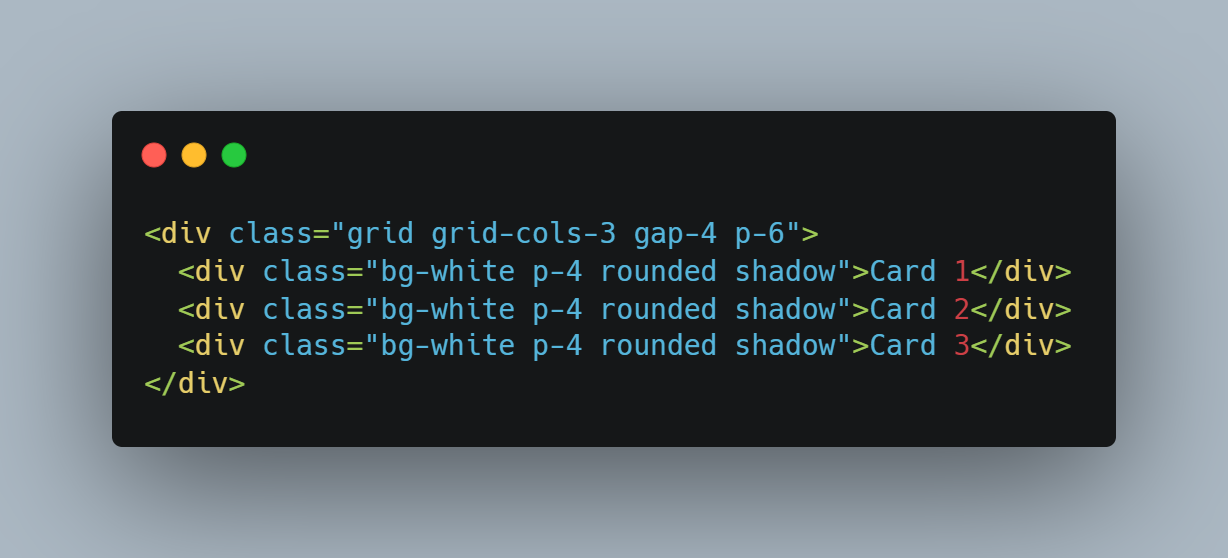 <div class="grid grid-cols-3 gap-4 p-6">
  <div class="bg-white p-4 rounded shadow">Card 1</div>
  <div class="bg-white p-4 rounded shadow">Card 2</div>
  <div class="bg-white p-4 rounded shadow">Card 3</div>
</div>